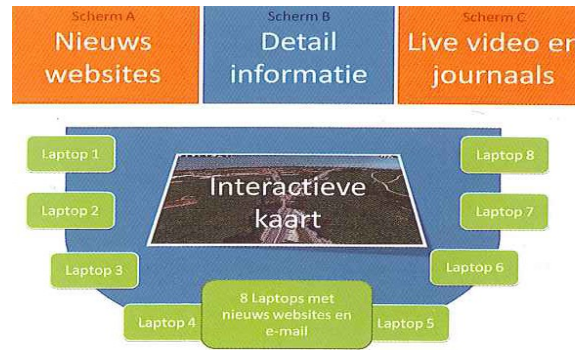 Scherm A
Nieuws
websites
Scherm B
Detail
informatie
Scherm C
Live video en
journaals
Laptop 1
Laptop 8
Interactieve
kaart
Laptop 2
Laptop 7
Laptop 3
Laptop 6
8 Laptops met
nieuws websites en
e-mail
Laptop 4
Laptop 5